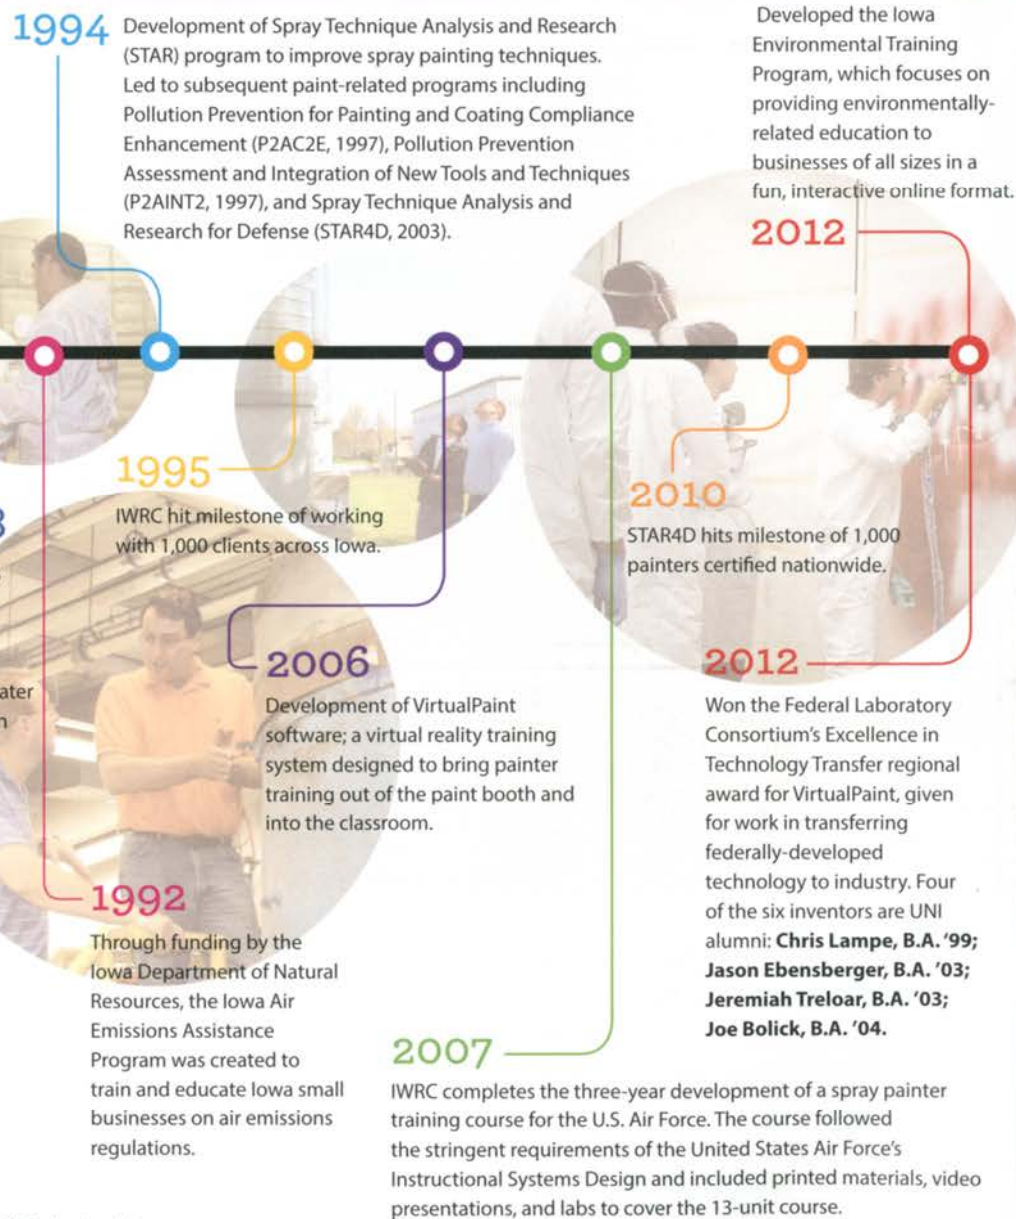 1994
Development of Spray Technique Analysis and Research
(STAR) program to improve spray painting techniques.
Led to subsequent paint-related programs including
Pollution Prevention for Painting and Coating Compliance
Enhancement (P2AC2E, 1997), Pollution Prevention
Assessment and Integration of New Tools and Techniques
(P2AINT2, 1997), and Spray Technique Analysis and
Research for Defense (STAR4D, 2003).
Developed the Iowa
Environmental Training
Program, which focuses on
providing environmentally-
related education to
businesses of all sizes in a
fun, interactive online format.
2012
1995
IWRC hit milestone of working
with 1,000 clients across Iowa.
2010
STAR4D hits milestone of 1,000
painters certified nationwide.
2006
Development of VirtualPaint
software; a virtual reality training
system designed to bring painter
training out of the paint booth and
into the classroom.
2012
Won the Federal Laboratory
Consortium's Excellence in
Technology Transfer regional
award for VirtualPaint, given
for work in transferring
federally-developed
technology to industry. Four
of the six inventors are UNI
alumni: Chris Lampe, B.A. '99;
Jason Ebensberger, B.A. '03;
Jeremiah Treloar, B.A. '03;
Joe Bolick, B.A. '04.
ater
1992
Through funding by the
Iowa Department of Natural
Resources, the Iowa Air
Emissions Assistance
Program was created to
train and educate Iowa small
businesses on air emissions
regulations.
2007
IWRC completes the three-year development of a spray painter
training course for the U.S. Air Force. The course followed
the stringent requirements of the United States Air Force's
Instructional Systems Design and included printed materials, video
presentations, and labs to cover the 13-unit course.